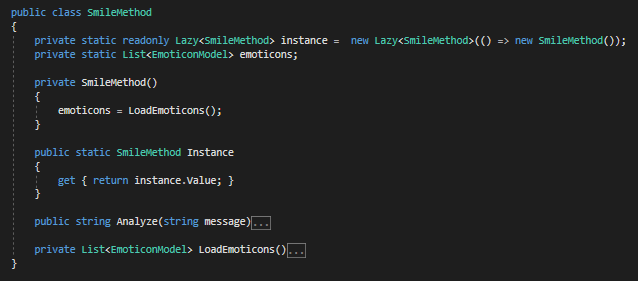 public class SmileMethod
{
    private static readonly Lazy<SmileMethod> instance =  new Lazy<SmileMethod>(() => new SmileMethod());
    private static List<EmoticonModel> emoticons;

    private SmileMethod()
    {
        emoticons = LoadEmoticons();
    }

    public static SmileMethod Instance
    {
        get { return instance.Value; }
    }

    public string Analyze(string message)...

    private List<EmoticonModel> LoadEmoticons()...
}